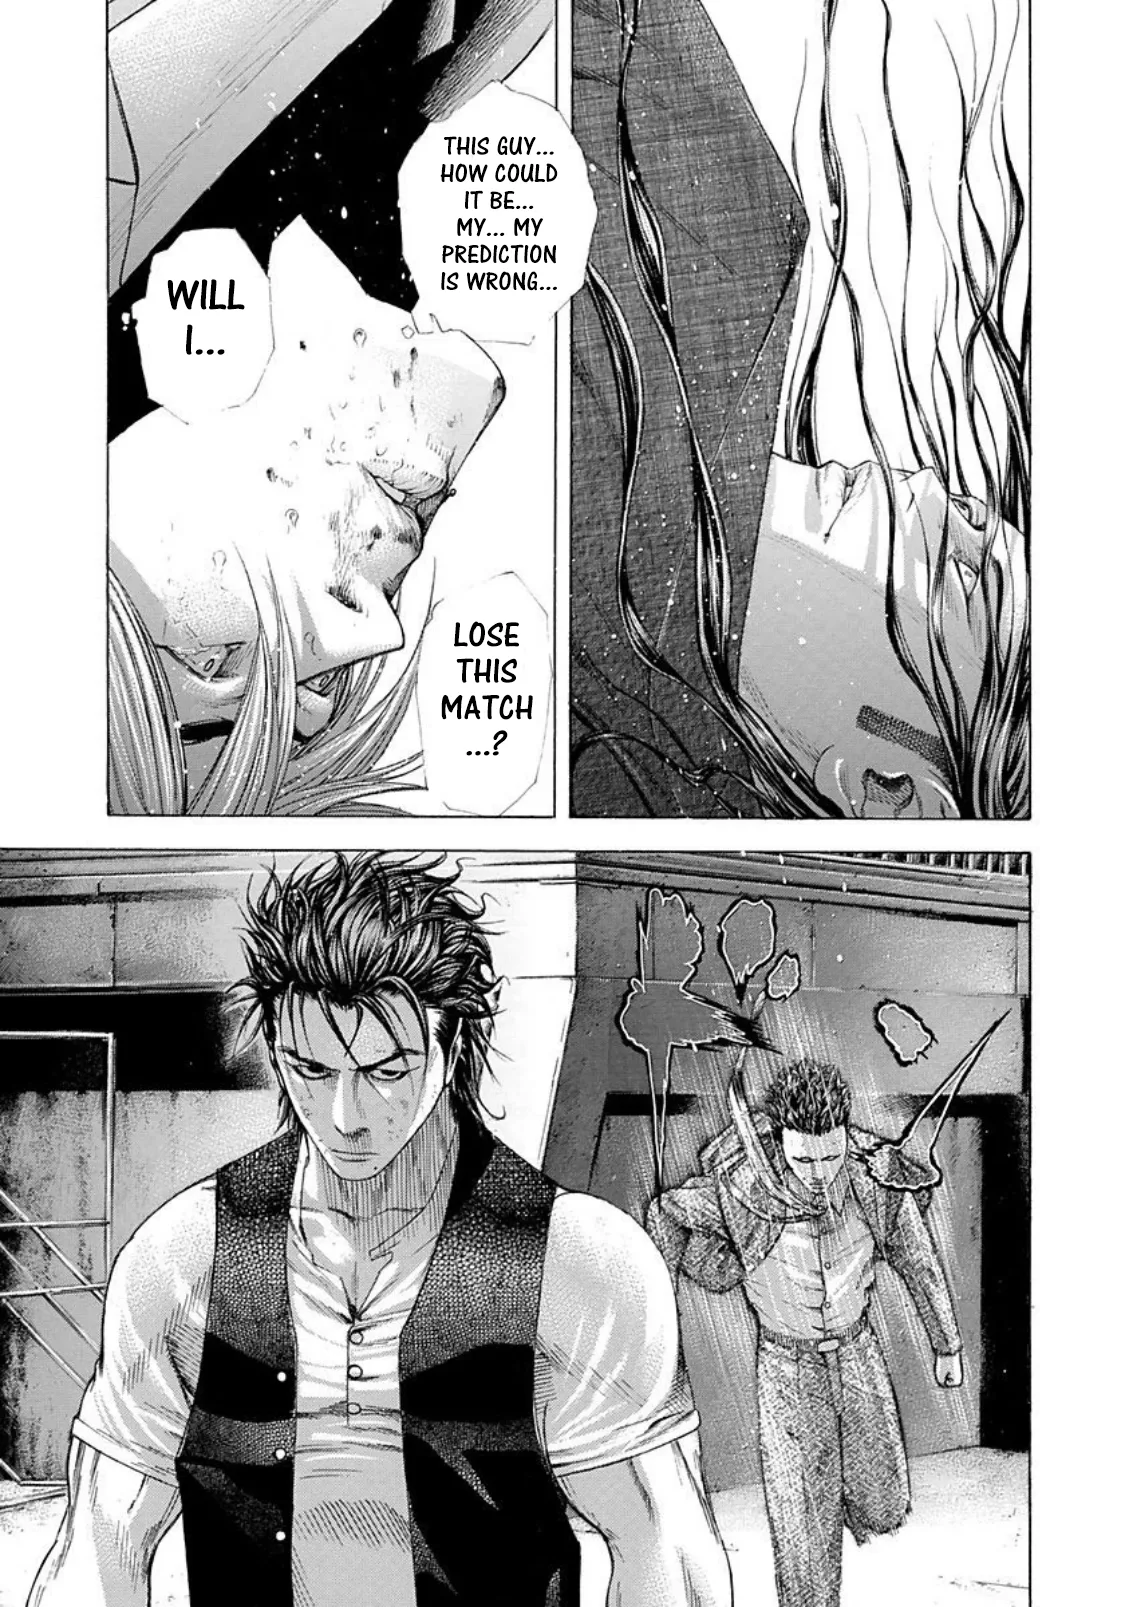 THIS GUY...
HOW COULD
IT BE...
MY... MY
PREDICTION
IS WRONG...
WILL
I...
LOSE
THIS
MATCH
...?